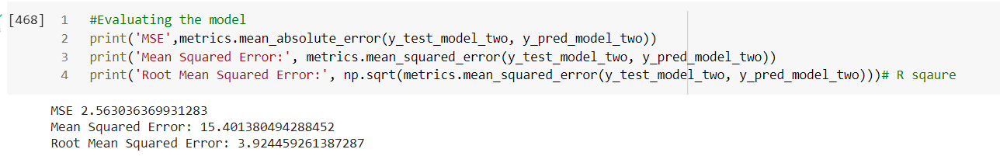 [468] 1 #Evaluating the model
2 print('MSE',metrics.mean_absolute_error(y_test_model_two, y_pred_model_two))
3 print('Mean Squared Error:', metrics.mean_squared_error(y_test_model_two, y_pred_model_two))
4 print('Root Mean Squared Error:', np.sqrt(metrics.mean_squared_error(y_test_model_two, y_pred_model_two)))# R sqaure
MSE 2.563036369931283
Mean Squared Error: 15.401380494288452
Root Mean Squared Error: 3.924459261387287